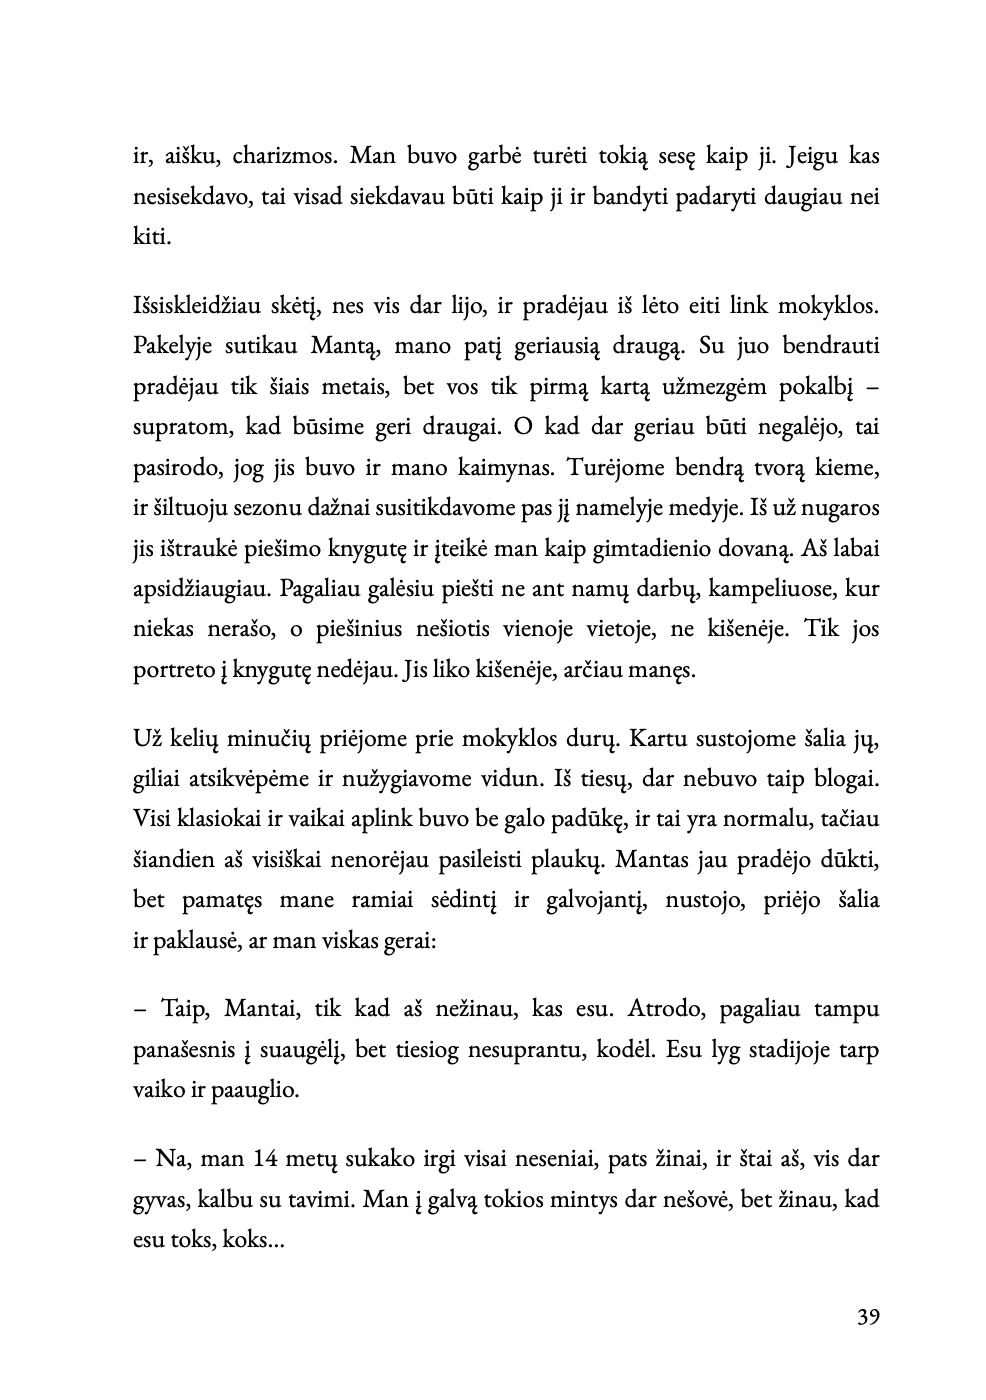 ir, aišku, charizmos. Man buvo garbė turėti tokią sesę kaip ji. Jeigu kas
nesisekdavo, tai visad siekdavau būti kaip ji ir bandyti padaryti daugiau nei
kiti.
Išsiskleidžiau skėtį, nes vis dar lijo, ir pradėjau iš lėto eiti link mokyklos.
Pakelyje sutikau Mantą, mano patį geriausią draugą. Su juo bendrauti
pradėjau tik šiais metais, bet vos tik pirmą kartą užmezgėm pokalbį –
supratom, kad būsime geri draugai. O kad dar geriau būti negalėjo, tai
pasirodo, jog jis buvo ir mano kaimynas. Turėjome bendrą tvorą kieme,
ir šiltuoju sezonu dažnai susitikdavome pas jį namelyje medyje. Iš už nugaros
jis ištraukė piešimo knygutę ir įteikė man kaip gimtadienio dovaną. Aš labai
apsidžiaugiau. Pagaliau galėsiu piešti ne ant namų darbų, kampeliuose, kur
niekas nerašo, o piešinius nešiotis vienoje vietoje, ne kišenėje. Tik jos
portreto į knygutę nedėjau. Jis liko kišenėje, arčiau manęs.
Už kelių minučių priėjome prie mokyklos durų. Kartu sustojome šalia jų,
giliai atsikvėpėme ir nužygiavome vidun. Iš tiesų, dar nebuvo taip blogai.
Visi klasiokai ir vaikai aplink buvo be galo padūkę, ir tai yra normalu, tačiau
šiandien aš visiškai nenorėjau pasileisti plaukų. Mantas jau pradėjo dūkti,
bet pamatęs mane ramiai sėdintį ir galvojantį, nustojo, priėjo šalia
ir paklausė, ar man viskas gerai:
– Taip, Mantai, tik kad aš nežinau, kas esu. Atrodo, pagaliau tampu
panašesnis į suaugėlį, bet tiesiog nesuprantu, kodėl. Esu lyg stadijoje tarp
vaiko ir paauglio.
– Na, man 14 metų sukako irgi visai neseniai, pats žinai, ir štai aš, vis dar
gyvas, kalbu su tavimi. Man į galvą tokios mintys dar nešovė, bet žinau, kad
esu toks, koks...
39